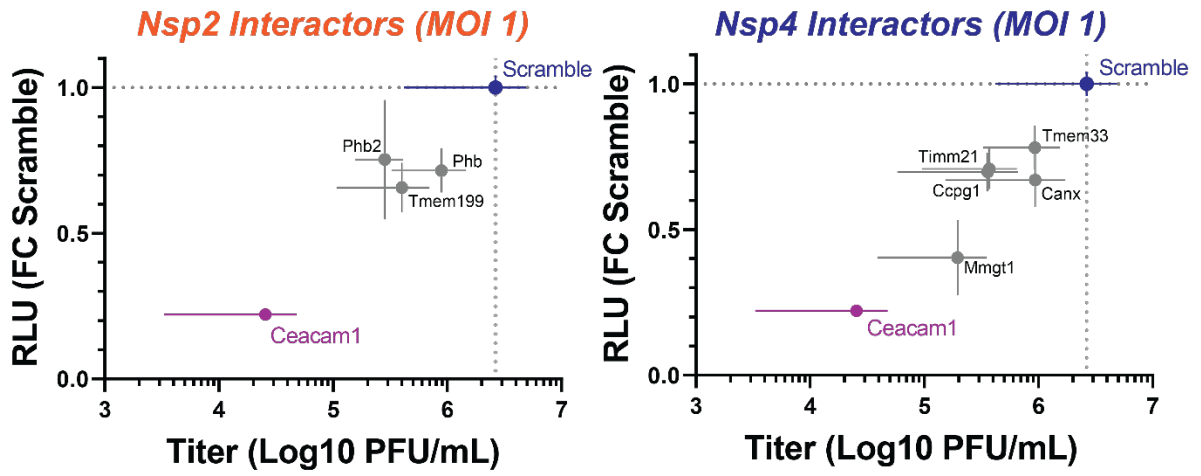 Nsp2 Interactors (MOI 1)
RLU (FC Scramble)
1.0
0.5
0.0
Scramble
Phb2
Phb
Tmem199
Ceacam1
3 4 5 6 7
Titer (Log10 PFU/mL)
Nsp4 Interactors (MOI 1)
RLU (FC Scramble)
1.0
0.5
0.0
Scramble
Tmem33
Timm21
Ccpg1
Canx
Mmgt1
Ceacam1
3 4 5 6 7
Titer (Log10 PFU/mL)